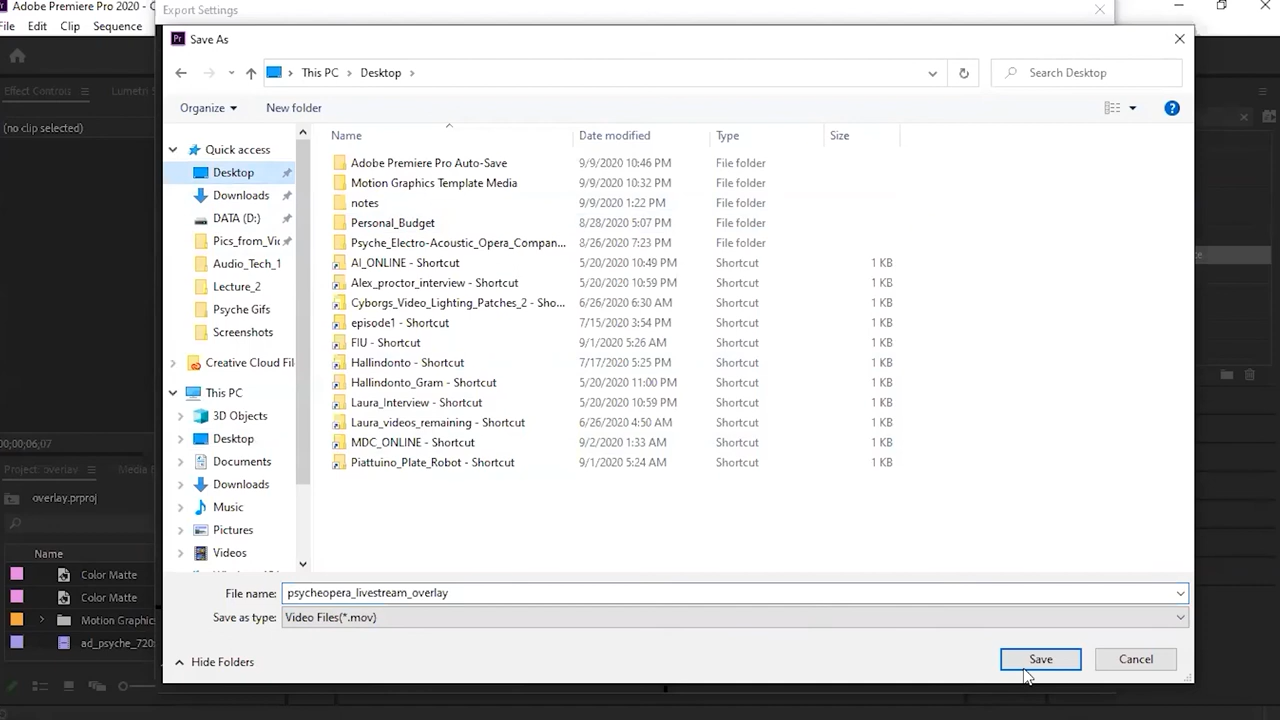 Adobe Premiere Pro 2020 - C
Export Settings
File Edit Clip Sequence
Save As
This PC Desktop
Search Desktop
Effect Controls Lumetri S
Organize New folder
(no clip selected)
Name Date modified Type Size
Quick access
Desktop
Downloads
DATA (D:)
Pics_from_Vic
Audio_Tech_1
Lecture_2
Psyche Gifs
Screenshots
Creative Cloud Fil
This PC
3D Objects
Desktop
Documents
Downloads
Music
Pictures
Videos
Adobe Premiere Pro Auto-Save 9/9/2020 10:46 PM File folder
Motion Graphics Template Media 9/9/2020 10:32 PM File folder
notes 9/9/2020 1:22 PM File folder
Personal_Budget 8/28/2020 5:07 PM File folder
Psyche_Electro-Acoustic_Opera_Compan... 8/26/2020 7:23 PM File folder
AI_ONLINE - Shortcut 5/20/2020 10:49 PM Shortcut 1 KB
Alex_proctor_interview - Shortcut 5/20/2020 10:59 PM Shortcut 1 KB
Cyborgs_Video_Lighting_Patches_2 - Sho... 6/26/2020 6:30 AM Shortcut 1 KB
episode1 - Shortcut 7/15/2020 3:54 PM Shortcut 1 KB
FIU - Shortcut 9/1/2020 5:26 AM Shortcut 1 KB
Hallindonto - Shortcut 7/17/2020 5:25 PM Shortcut 1 KB
Hallindonto_Gram - Shortcut 5/20/2020 11:00 PM Shortcut 1 KB
Laura_Interview - Shortcut 5/20/2020 10:59 PM Shortcut 1 KB
Laura_videos_remaining - Shortcut 6/26/2020 4:50 AM Shortcut 1 KB
MDC_ONLINE - Shortcut 9/2/2020 1:33 AM Shortcut 1 KB
Piattuino_Plate_Robot - Shortcut 9/1/2020 5:24 AM Shortcut 1 KB
00;00;06;07
Project: overlay Media B
overlay.prproj
Name
Color Matte
Color Matte
Motion Graphics
ad_psyche_720
File name: psycheopera_livestream_overlay
Save as type: Video Files(*.mov)
Hide Folders
Save Cancel